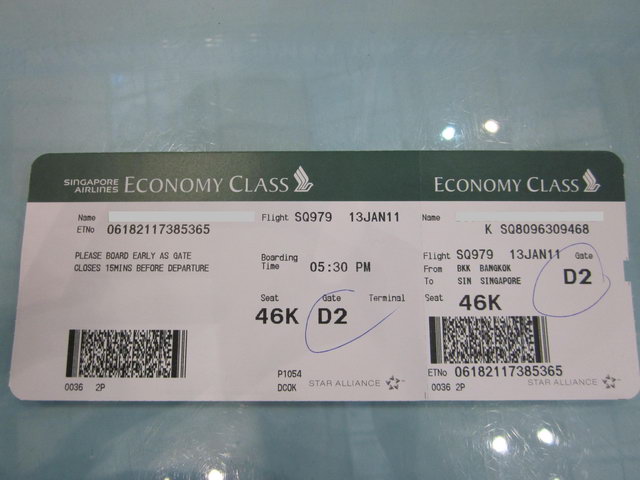 SINGAPORE AIRLINES ECONOMY CLASS
Name
ETNo 06182117385365
Flight SQ979 13JAN11
PLEASE BOARD EARLY AS GATE
CLOSES 15MINS BEFORE DEPARTURE
Boarding Time 05:30 PM
Seat Gate Terminal
46K D2
0036 2P
P1054
DCOK
STAR ALLIANCE
ECONOMY CLASS
Name
K SQ8096309468
Flight SQ979 13JAN11 Gate
From BKK BANGKOK D2
To SIN SINGAPORE
Seat 46K
ETNo 06182117385365
0036 2P
STAR ALLIANCE